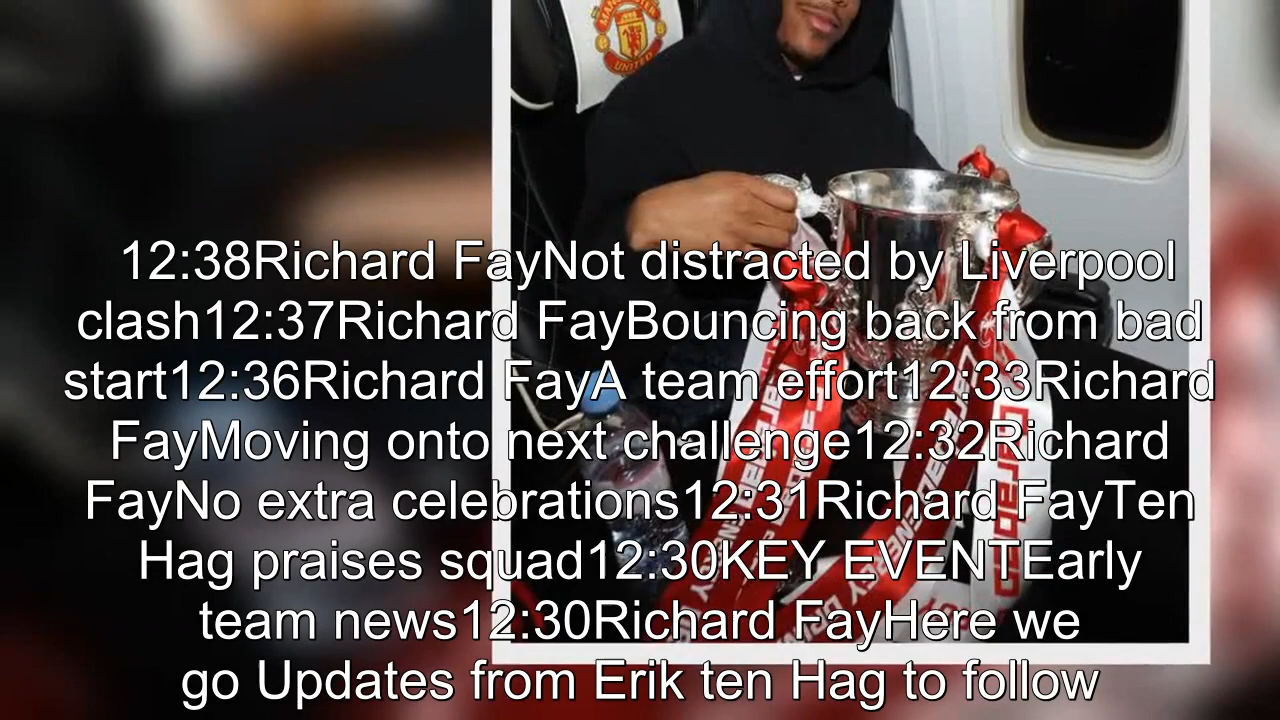 MANCHESTER
UNITED
12:38Richard FayNot distracted by Liverpool
clash12:37Richard FayBouncing back from bad
start12:36Richard FayA team effort12:33Richard
FayMoving onto next challenge12:32Richard
FayNo extra celebrations12:31Richard FayTen
Hag praises squad12:30KEY EVENTEarly
team news12:30Richard FayHere we
go Updates from Erik ten Hag to follow